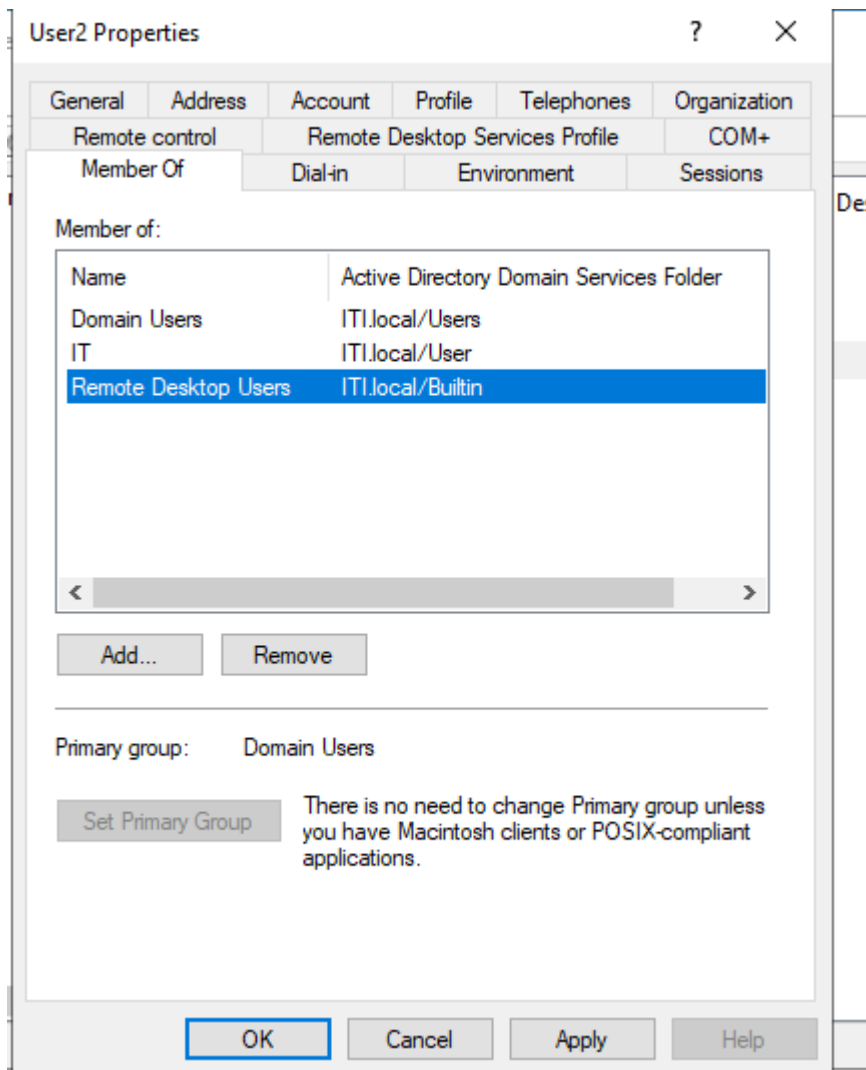 User2 Properties
General Address Account Profile Telephones Organization
Remote control Remote Desktop Services Profile COM+
Member Of Dial-in Environment Sessions
Member of:
Name Active Directory Domain Services Folder
Domain Users ITI.local/Users
IT ITI.local/User
Remote Desktop Users ITI.local/Builtin
Add... Remove
Primary group: Domain Users
Set Primary Group
There is no need to change Primary group unless
you have Macintosh clients or POSIX-compliant
applications.
OK Cancel Apply Help